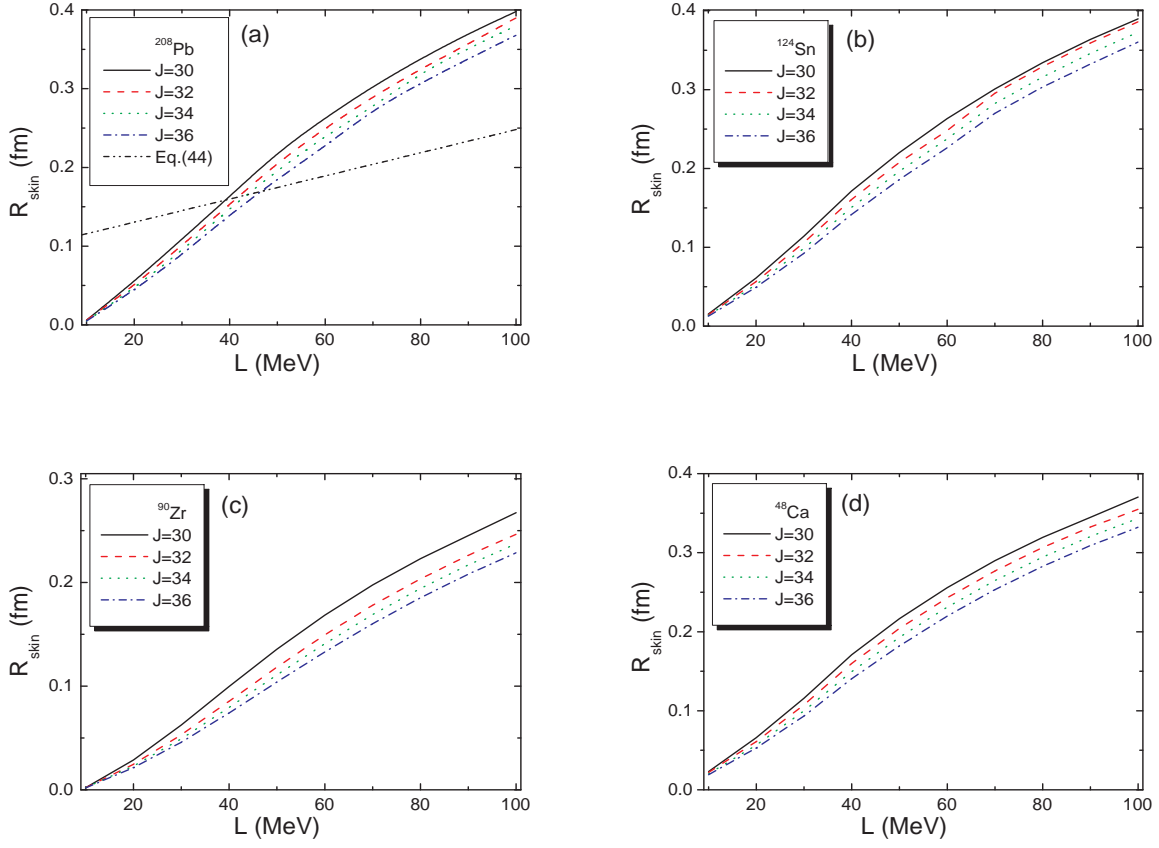 (a)
²⁰⁸Pb
J=30
J=32
J=34
J=36
Eq.(44)
0.4
0.3
0.2
0.1
0.0
R_skin (fm)
20 40 60 80 100
L (MeV)
(b)
¹²⁴Sn
J=30
J=32
J=34
J=36
0.4
0.3
0.2
0.1
0.0
R_skin (fm)
20 40 60 80 100
L (MeV)
(c)
⁹⁰Zr
J=30
J=32
J=34
J=36
0.3
0.2
0.1
0.0
R_skin (fm)
20 40 60 80 100
L (MeV)
(d)
⁴⁸Ca
J=30
J=32
J=34
J=36
0.4
0.3
0.2
0.1
0.0
R_skin (fm)
20 40 60 80 100
L (MeV)